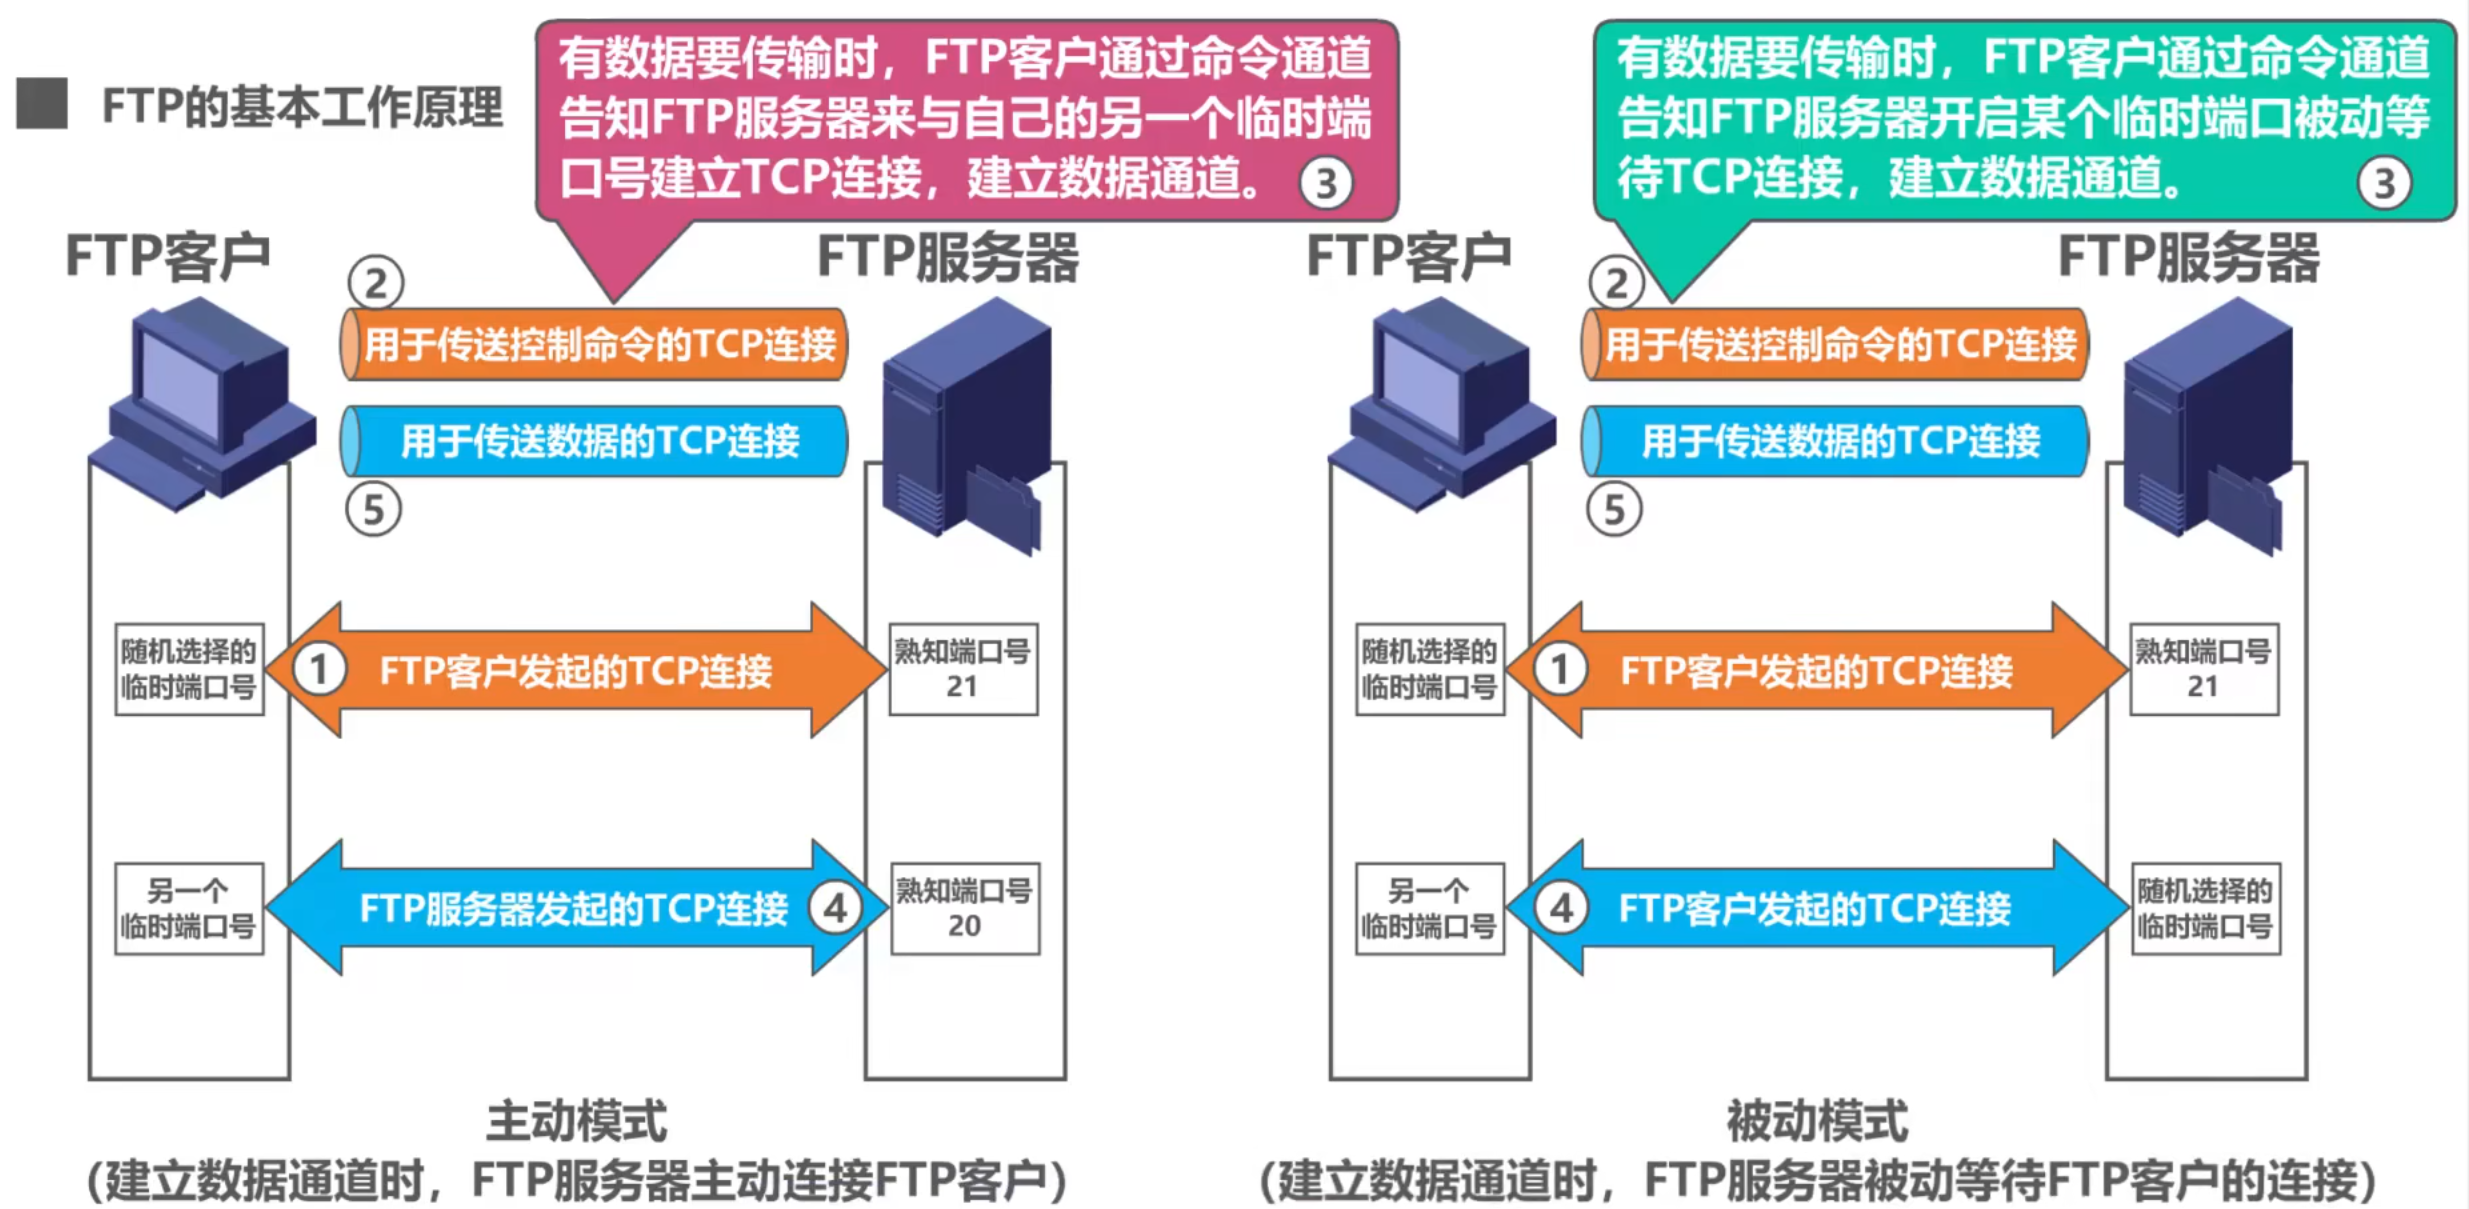 FTP的基本工作原理
有数据要传输时，FTP客户通过命令通道
告知FTP服务器来与自己的另一个临时端
口号建立TCP连接，建立数据通道。 ③
FTP客户
FTP服务器
②
用于传送控制命令的TCP连接
用于传送数据的TCP连接
⑤
随机选择的
临时端口号
① FTP客户发起的TCP连接
熟知端口号
21
另一个
临时端口号
FTP服务器发起的TCP连接 ④
熟知端口号
20
主动模式
（建立数据通道时，FTP服务器主动连接FTP客户）
有数据要传输时，FTP客户通过命令通道
告知FTP服务器开启某个临时端口被动等
待TCP连接，建立数据通道。 ③
FTP客户
FTP服务器
②
用于传送控制命令的TCP连接
用于传送数据的TCP连接
⑤
随机选择的
临时端口号
① FTP客户发起的TCP连接
熟知端口号
21
另一个
临时端口号
④ FTP客户发起的TCP连接
随机选择的
临时端口号
被动模式
（建立数据通道时，FTP服务器被动等待FTP客户的连接）